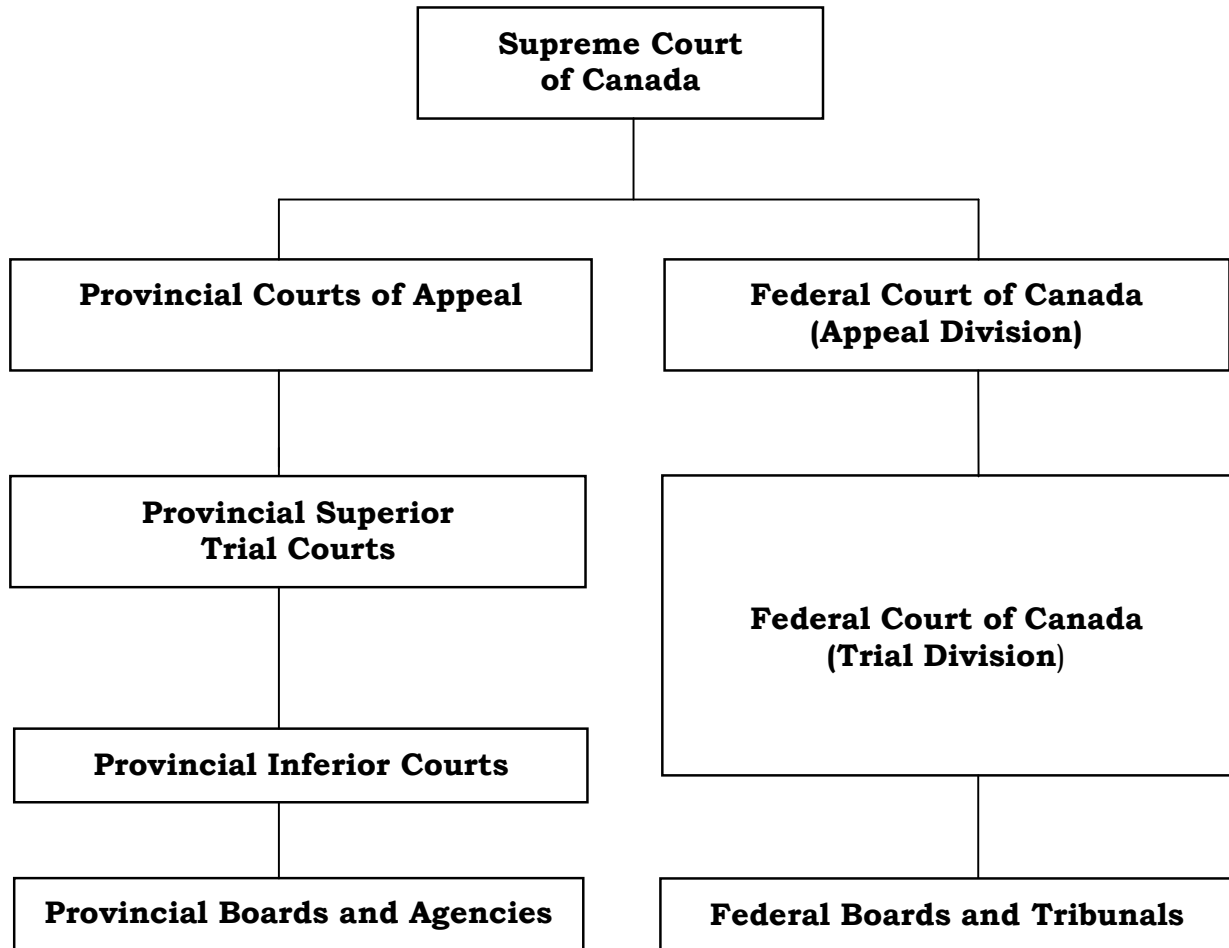 Supreme Court
of Canada
Provincial Courts of Appeal
Federal Court of Canada
(Appeal Division)
Provincial Superior
Trial Courts
Federal Court of Canada
(Trial Division)
Provincial Inferior Courts
Provincial Boards and Agencies
Federal Boards and Tribunals